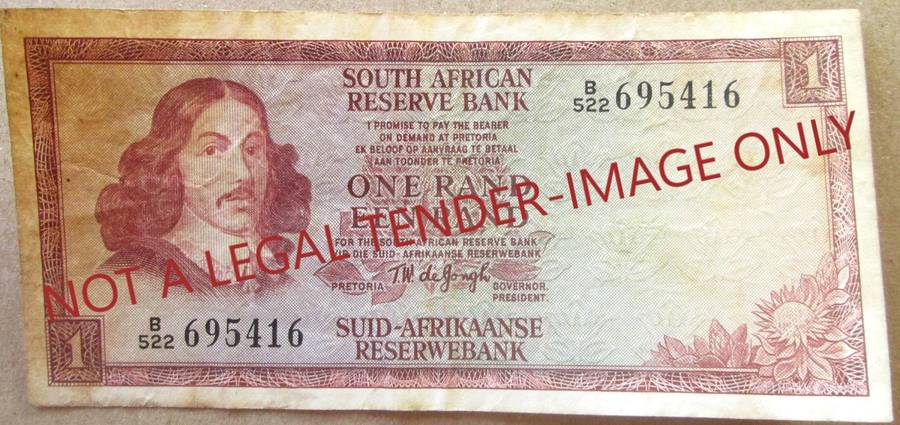 1
SOUTH AFRICAN
RESERVE BANK
B/522 695416
I PROMISE TO PAY THE BEARER
ON DEMAND AT PRETORIA
EK BELOOF OP AANVRAAG TE BETAAL
AAN TOONDER TE PRETORIA
ONE RAND
EEN RAND
FOR THE SOUTH AFRICAN RESERVE BANK
VIR DIE SUID-AFRIKAANSE RESERWEBANK
T.W. de Jongh
PRETORIA
GOVERNOR.
PRESIDENT.
NOT A LEGAL TENDER-IMAGE ONLY
1
B/522 695416
SUID-AFRIKAANSE
RESERWEBANK